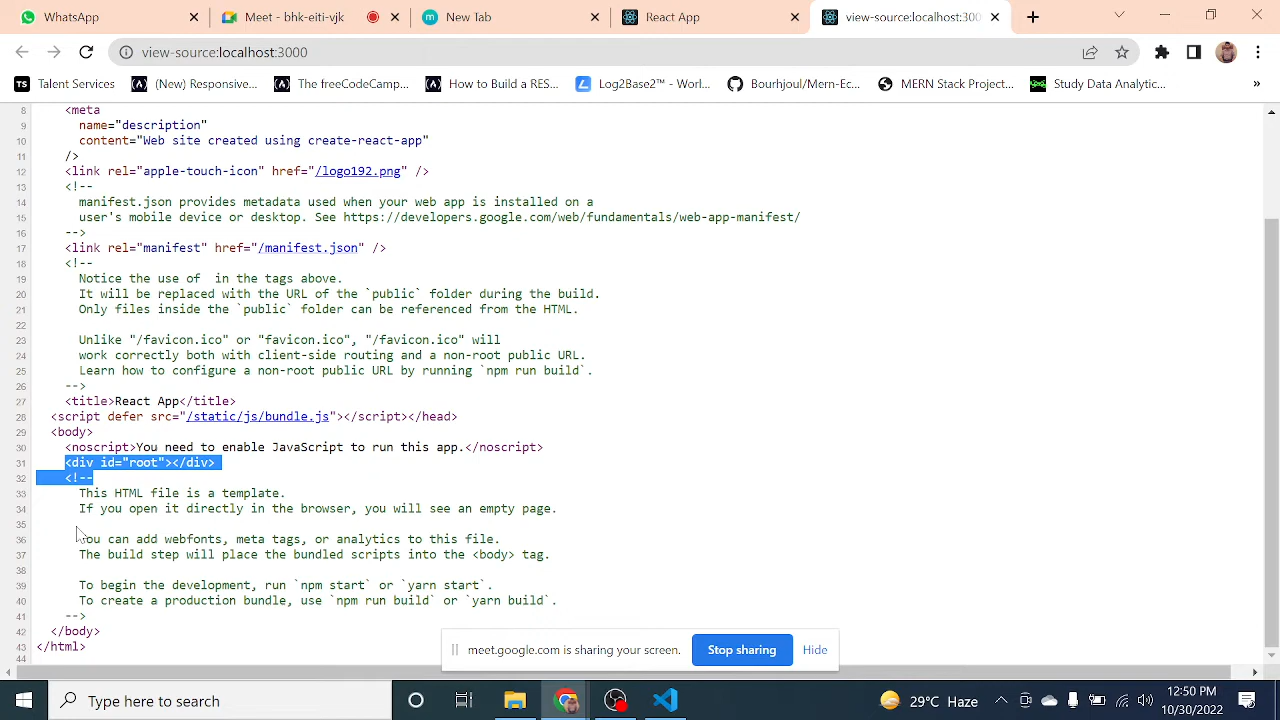 WhatsApp
Meet - bhk-eiti-vjk
New Tab
React App
view-source:localhost:300
view-source:localhost:3000
TS Talent Services
(New) Responsive...
The freeCodeCamp...
How to Build a RES...
Log2Base2™ - Worl...
Bourhjoul/Mern-Ec...
MERN Stack Project...
Study Data Analytic...
»
8 <meta
9 name="description"
10 content="Web site created using create-react-app"
11 />
12 <link rel="apple-touch-icon" href="/logo192.png" />
13 <!--
14 manifest.json provides metadata used when your web app is installed on a
15 user's mobile device or desktop. See https://developers.google.com/web/fundamentals/web-app-manifest/
16 -->
17 <link rel="manifest" href="/manifest.json" />
18 <!--
19 Notice the use of  in the tags above.
20 It will be replaced with the URL of the `public` folder during the build.
21 Only files inside the `public` folder can be referenced from the HTML.
22
23 Unlike "/favicon.ico" or "favicon.ico", "/favicon.ico" will
24 work correctly both with client-side routing and a non-root public URL.
25 Learn how to configure a non-root public URL by running `npm run build`.
26 -->
27 <title>React App</title>
28 <script defer src="/static/js/bundle.js"></script></head>
29 <body>
30 <noscript>You need to enable JavaScript to run this app.</noscript>
31 <div id="root"></div>
32 <!--
33 This HTML file is a template.
34 If you open it directly in the browser, you will see an empty page.
35
36 You can add webfonts, meta tags, or analytics to this file.
37 The build step will place the bundled scripts into the <body> tag.
38
39 To begin the development, run `npm start` or `yarn start`.
40 To create a production bundle, use `npm run build` or `yarn build`.
41 -->
42 </body>
43 </html>
44
meet.google.com is sharing your screen.
Stop sharing
Hide
Type here to search
29°C Haze
12:50 PM
10/30/2022